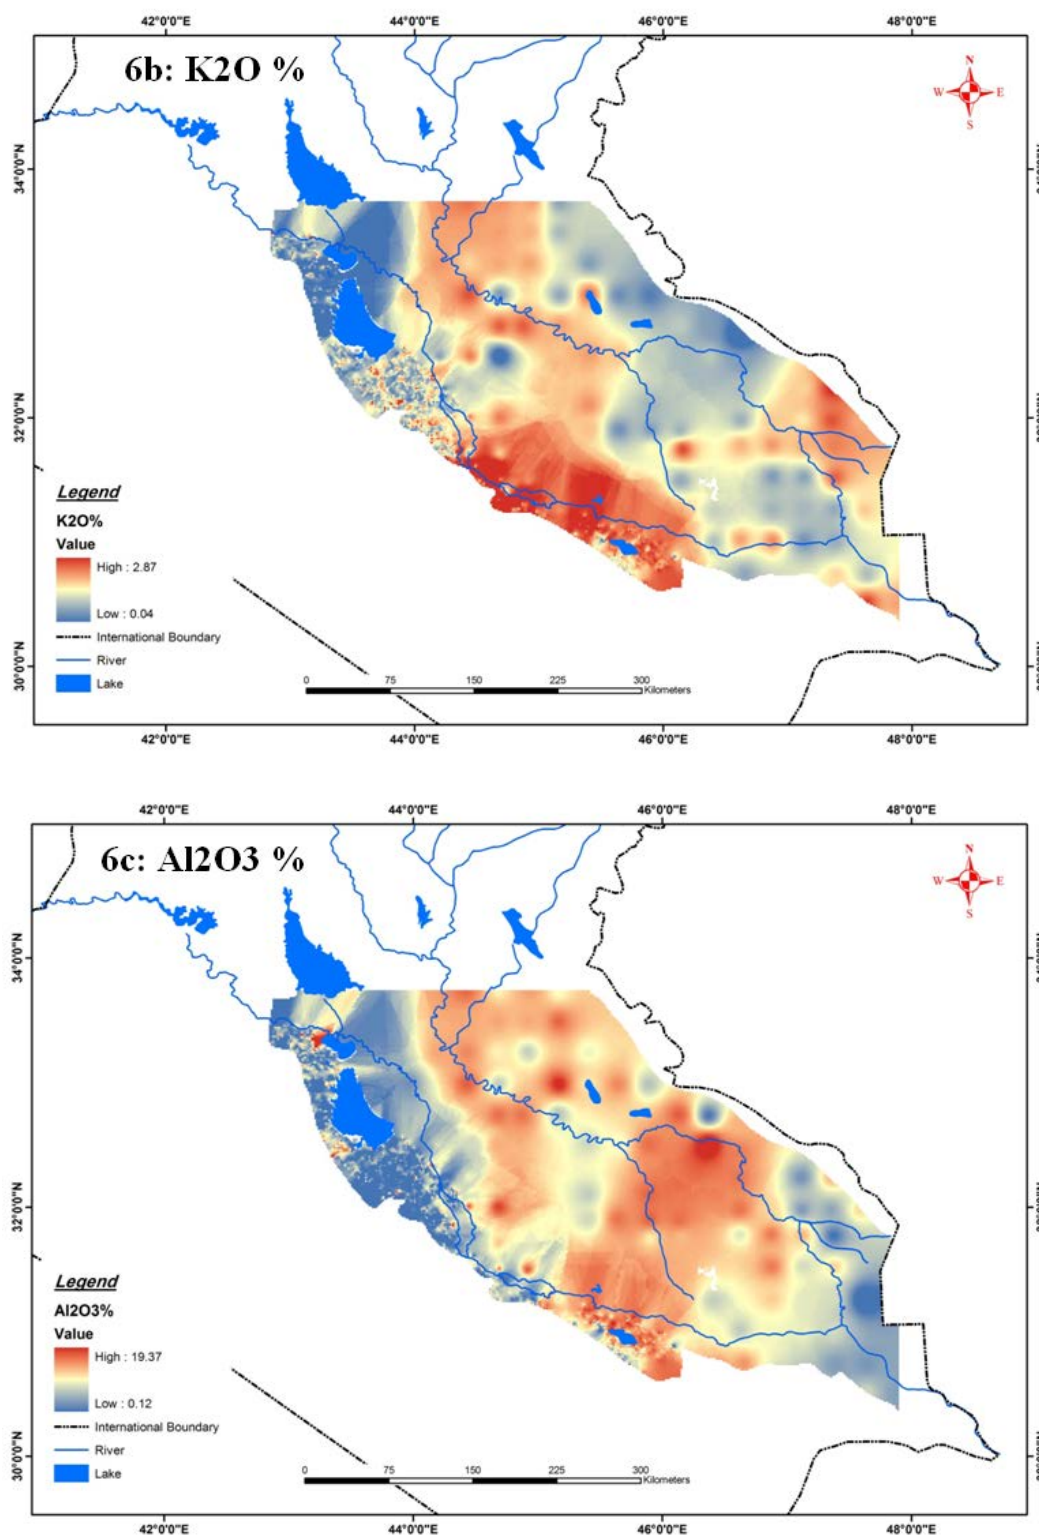 42°0'0"E 44°0'0"E 46°0'0"E 48°0'0"E
6b: K2O %
N
W E
S
34°0'0"N
32°0'0"N
30°0'0"N
Legend
K2O%
Value
High : 2.87
Low : 0.04
International Boundary
River
Lake
0 75 150 225 300
Kilometers
42°0'0"E 44°0'0"E 46°0'0"E 48°0'0"E
42°0'0"E 44°0'0"E 46°0'0"E 48°0'0"E
6c: Al2O3 %
N
W E
S
34°0'0"N
32°0'0"N
30°0'0"N
Legend
Al2O3%
Value
High : 19.37
Low : 0.12
International Boundary
River
Lake
0 75 150 225 300
Kilometers
42°0'0"E 44°0'0"E 46°0'0"E 48°0'0"E